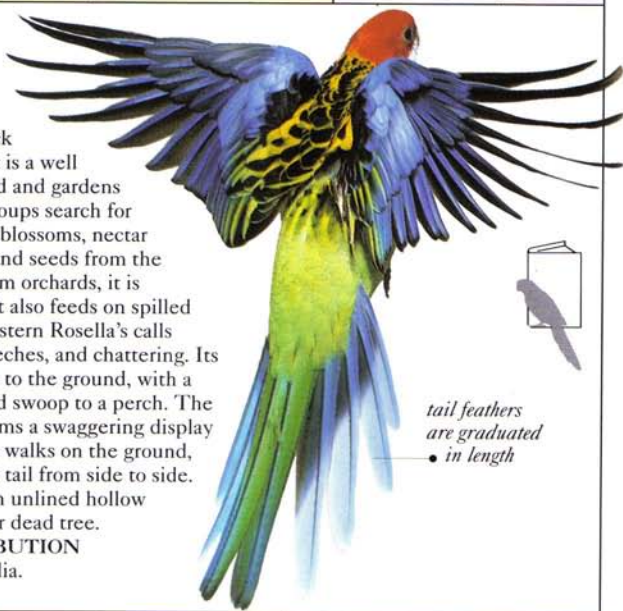 k
is a well
d and gardens
oups search for
blossoms, nectar
nd seeds from the
m orchards, it is
t also feeds on spilled
stern Rosella's calls
eches, and chattering. Its
to the ground, with a
d swoop to a perch. The
ms a swaggering display
walks on the ground,
tail from side to side.
n unlined hollow
r dead tree.
BUTION
lia.
tail feathers
are graduated
in length